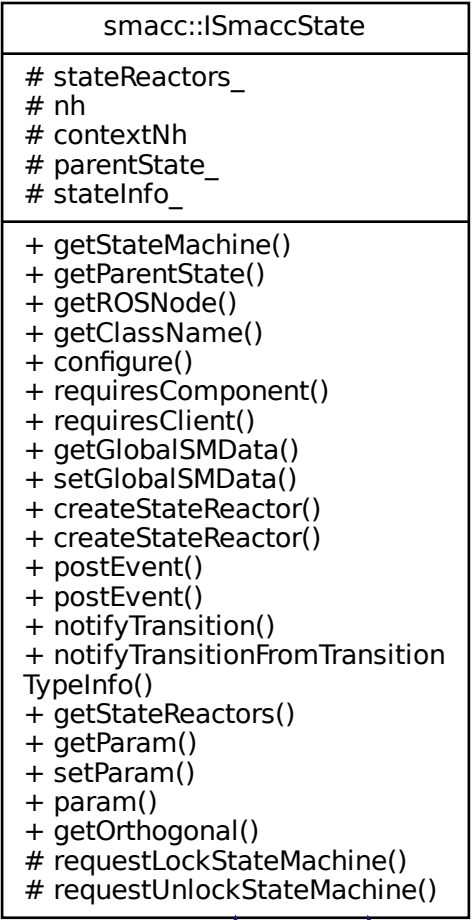 smacc::ISmaccState
# stateReactors_
# nh
# contextNh
# parentState_
# stateInfo_
+ getStateMachine()
+ getParentState()
+ getROSNode()
+ getClassName()
+ configure()
+ requiresComponent()
+ requiresClient()
+ getGlobalSMData()
+ setGlobalSMData()
+ createStateReactor()
+ createStateReactor()
+ postEvent()
+ postEvent()
+ notifyTransition()
+ notifyTransitionFromTransition
TypeInfo()
+ getStateReactors()
+ getParam()
+ setParam()
+ param()
+ getOrthogonal()
# requestLockStateMachine()
# requestUnlockStateMachine()